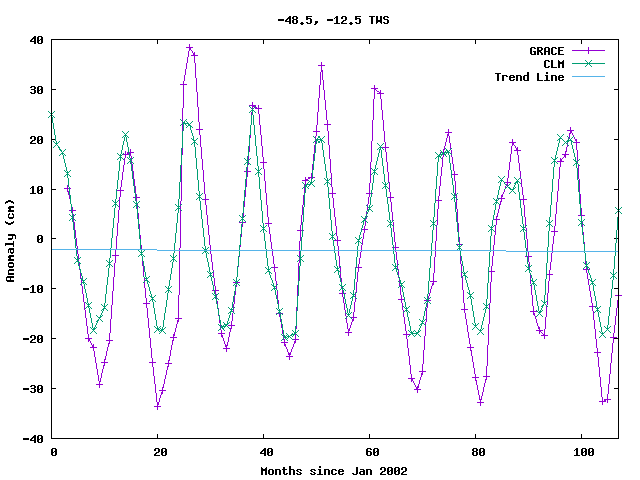 -48.5, -12.5 TWS
GRACE
CLM
Trend Line
40
30
20
10
0
-10
-20
-30
-40
Anomaly (cm)
0 20 40 60 80 100
Months since Jan 2002